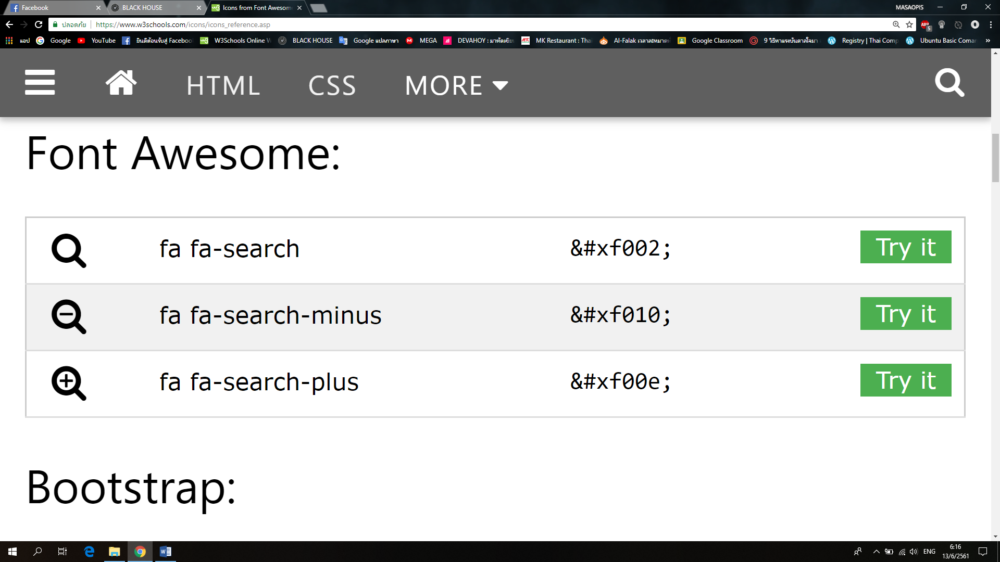 Facebook
BLACK HOUSE
Icons from Font Awesom
MASAOPIS
ปลอดภัย
https://www.w3schools.com/icons/icons_reference.asp
ABP
5
แอป
Google
YouTube
ยินดีต้อนรับสู่ Faceboo
W3Schools Online W
BLACK HOUSE
Google แปลภาษา
MEGA
DEVAHOY : มาหัดเขีย
MK Restaurant : Tha
Al-Falak เวลาละหมาด
Google Classroom
9 วิธีหาแรงบันดาลใจมา
Registry | Thai Comp
Ubuntu Basic Coma
»
HTML
CSS
MORE
Font Awesome:
fa fa-search
&#xf002;
Try it
fa fa-search-minus
&#xf010;
Try it
fa fa-search-plus
&#xf00e;
Try it
Bootstrap:
ENG
6:16
13/6/2561